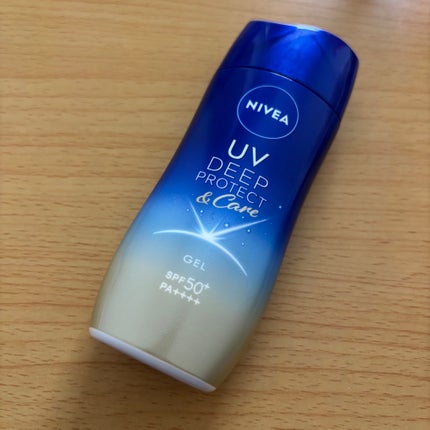 NIVEA
UV
DEEP
PROTECT
& Care
GEL
SPF50+
PA++++